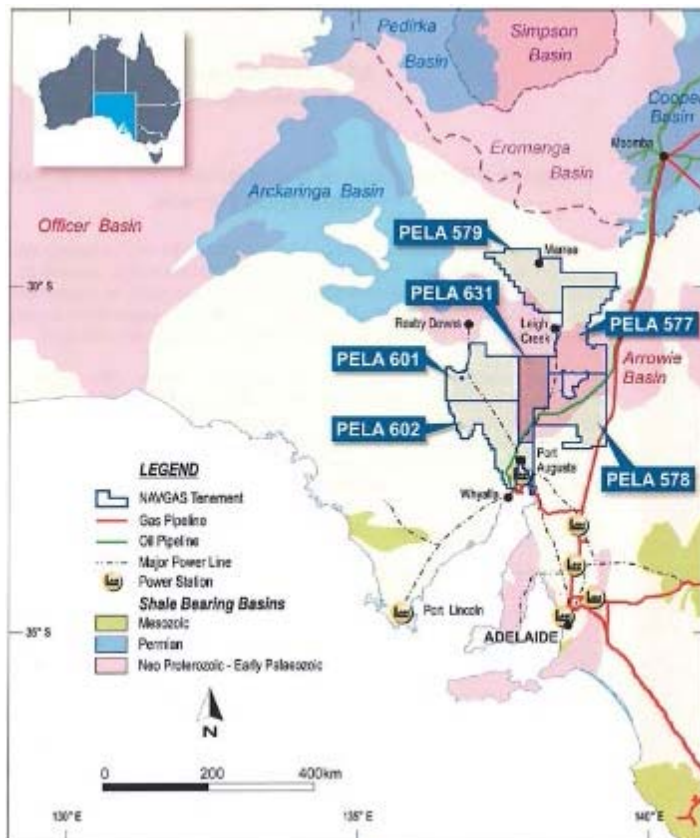 Pedirka
Basin
Simpson
Basin
Cooper
Basin
Moomba
Eromanga
Basin
Arckaringa Basin
Officer Basin
PELA 579
Marree
30° S
PELA 631
Roxby Downs
Leigh
Creek
PELA 577
PELA 601
Arrowie
Basin
PELA 602
Port
Augusta
PELA 578
Whyalla
LEGEND
NAVGAS Tenement
Gas Pipeline
Oil Pipeline
Major Power Line
Power Station
Shale Bearing Basins
Mesozoic
Permian
Neo Proterozoic - Early Palaeozoic
Port Lincoln
35° S
ADELAIDE
N
0 200 400km
130° E 135° E 140° E